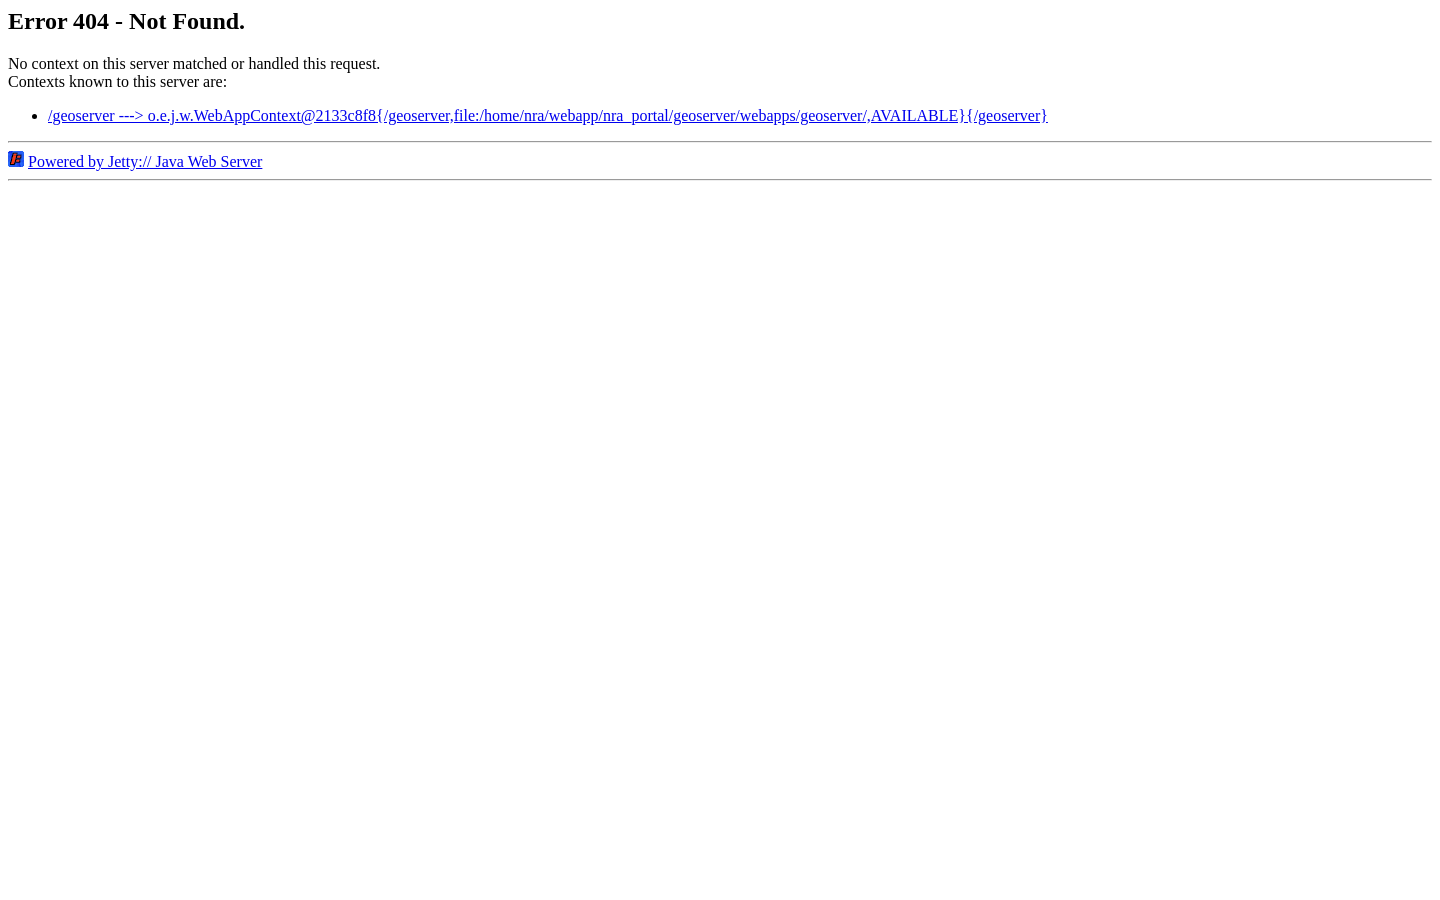 Error 404 - Not Found.
No context on this server matched or handled this request.
Contexts known to this server are:
/geoserver ---> o.e.j.w.WebAppContext@2133c8f8{/geoserver,file:/home/nra/webapp/nra_portal/geoserver/webapps/geoserver/,AVAILABLE}{/geoserver}
Powered by Jetty:// Java Web Server